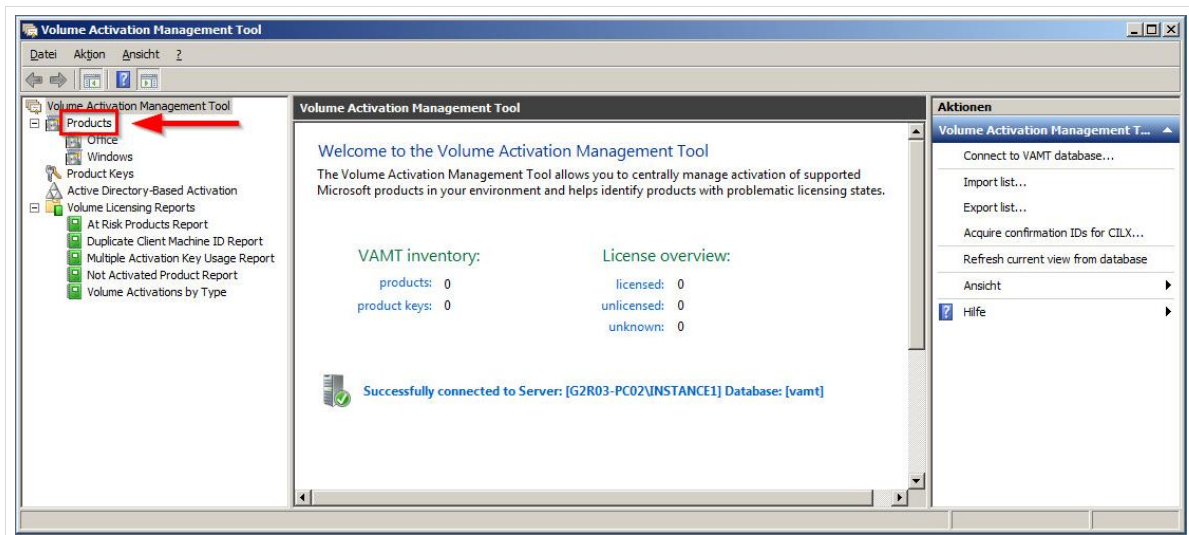 Volume Activation Management Tool
Datei Aktion Ansicht ?
Volume Activation Management Tool
Products
Office
Windows
Product Keys
Active Directory-Based Activation
Volume Licensing Reports
At Risk Products Report
Duplicate Client Machine ID Report
Multiple Activation Key Usage Report
Not Activated Product Report
Volume Activations by Type
Volume Activation Management Tool
Welcome to the Volume Activation Management Tool
The Volume Activation Management Tool allows you to centrally manage activation of supported
Microsoft products in your environment and helps identify products with problematic licensing states.
VAMT inventory:
products: 0
product keys: 0
License overview:
licensed: 0
unlicensed: 0
unknown: 0
Successfully connected to Server: [G2R03-PC02\INSTANCE1] Database: [vamt]
Aktionen
Volume Activation Management T...
Connect to VAMT database...
Import list...
Export list...
Acquire confirmation IDs for CILX...
Refresh current view from database
Ansicht
? Hilfe